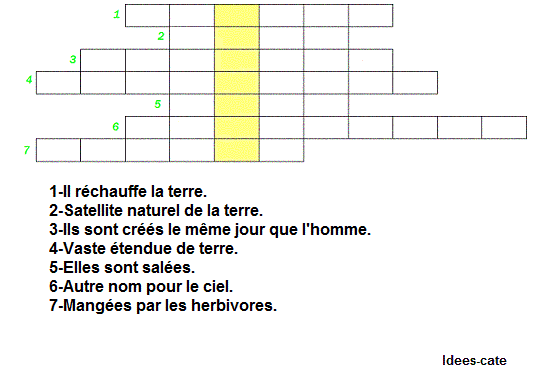 1
2
3
4
5
6
7
1-Il réchauffe la terre.
2-Satellite naturel de la terre.
3-Ils sont créés le même jour que l'homme.
4-Vaste étendue de terre.
5-Elles sont salées.
6-Autre nom pour le ciel.
7-Mangées par les herbivores.
Idees-cate